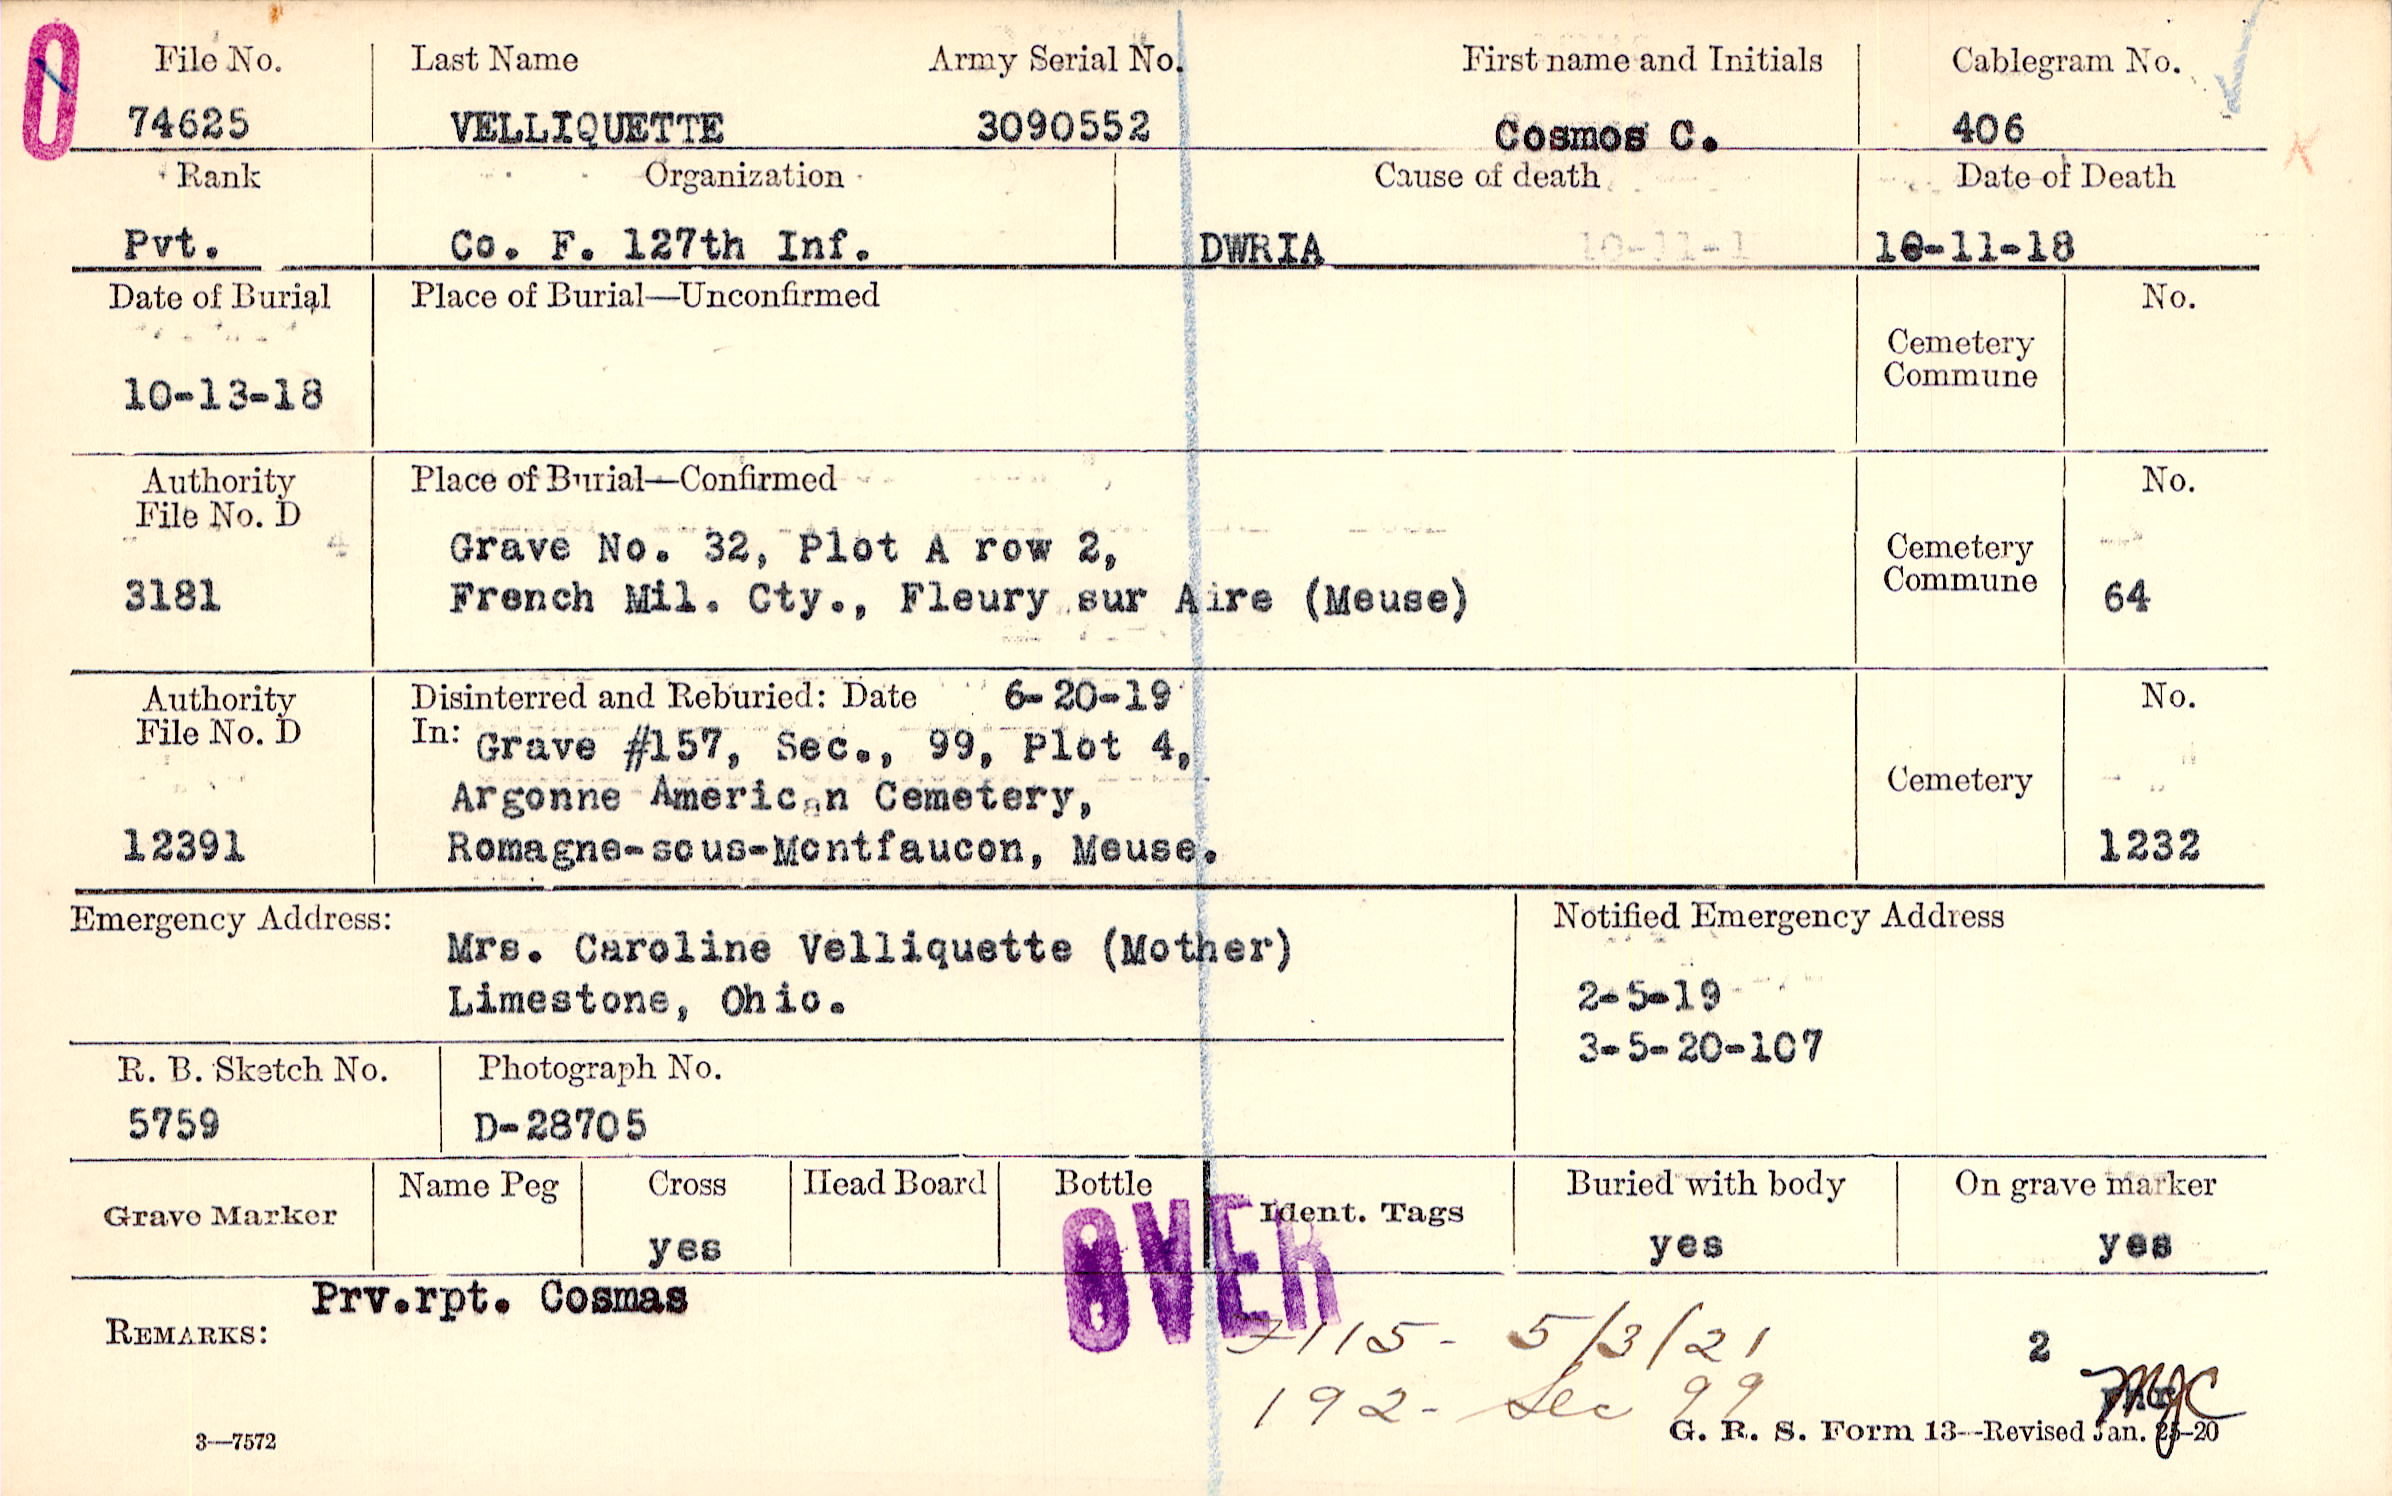 0
File No. Last Name Army Serial No. First name and Initials Cablegram No.
74625 VELLIQUETTE 3090552 Cosmos C. 406
Rank Organization Cause of death Date of Death
Pvt. Co. F. 127th Inf. DWRIA 10-11-1 10-11-18
Date of Burial Place of Burial—Unconfirmed No.
Cemetery
Commune
10-13-18
Authority Place of Burial—Confirmed No.
File No. D
Grave No. 32, Plot A row 2, Cemetery
Commune
3181 French Mil. Cty., Fleury sur Aire (Meuse) 64
Authority Disinterred and Reburied: Date 6-20-19 No.
File No. D In: Grave #157, Sec., 99, Plot 4,
Argonne American Cemetery, Cemetery
12391 Romagne-sous-Montfaucon, Meuse. 1232
Emergency Address: Notified Emergency Address
Mrs. Caroline Velliquette (Mother)
Limestone, Ohio. 2-5-19
3-5-20-107
R. B. Sketch No. Photograph No.
5759 D-28705
Grave Marker Name Peg Cross Head Board Bottle Ident. Tags Buried with body On grave marker
yes yes yes
OVER
Prv.rpt. Cosmas
REMARKS:
7115- 5/3/21 2
192- Sec 99 MJC
3—7572 G. R. S. Form 13—Revised Jan. 25-20